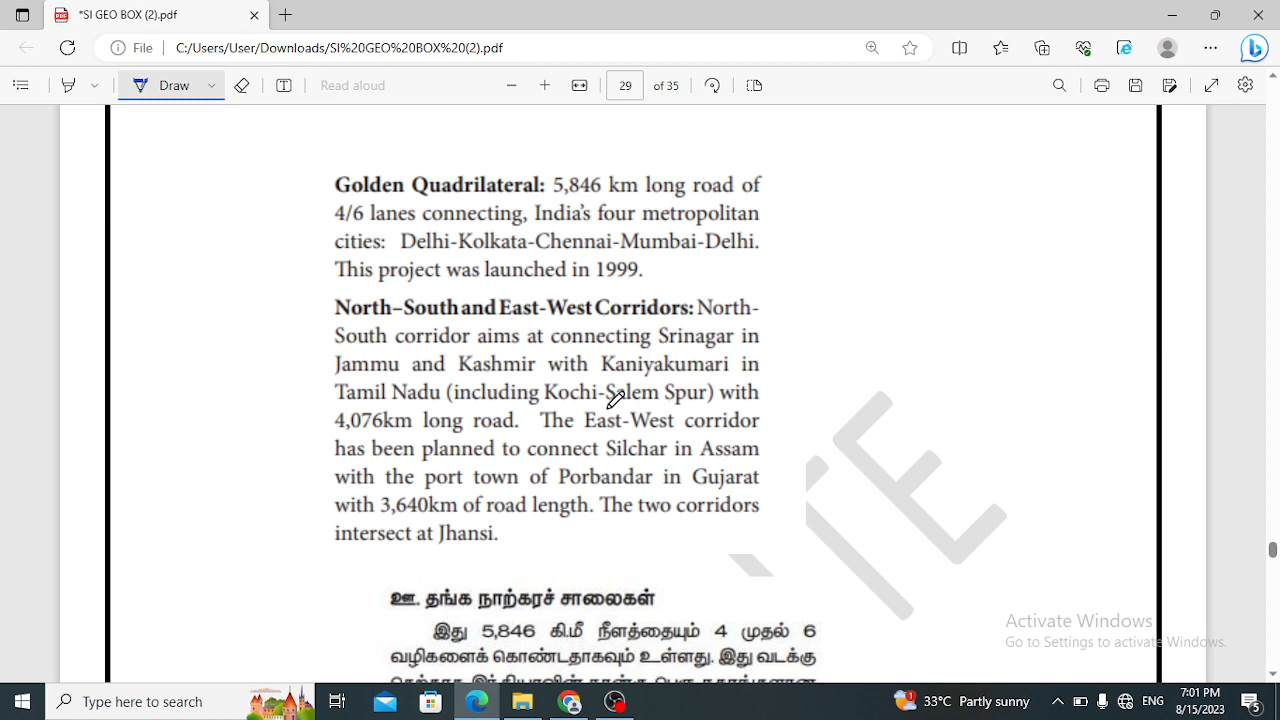 *SI GEO BOX (2).pdf
File C:/Users/User/Downloads/SI%20GEO%20BOX%20(2).pdf
Draw Read aloud 29 of 35
Golden Quadrilateral: 5,846 km long road of
4/6 lanes connecting, India's four metropolitan
cities: Delhi-Kolkata-Chennai-Mumbai-Delhi.
This project was launched in 1999.
North–South and East-West Corridors: North-
South corridor aims at connecting Srinagar in
Jammu and Kashmir with Kaniyakumari in
Tamil Nadu (including Kochi-Salem Spur) with
4,076km long road. The East-West corridor
has been planned to connect Silchar in Assam
with the port town of Porbandar in Gujarat
with 3,640km of road length. The two corridors
intersect at Jhansi.
ஊ. தங்க நாற்கரச் சாலைகள்
இது 5,846 கி.மீ நீளத்தையும் 4 முதல் 6
வழிகளைக் கொண்டதாகவும் உள்ளது. இது வடக்கு
Activate Windows
Go to Settings to activate Windows.
Type here to search
33°C Partly sunny
ENG
7:01 PM
8/15/2023
5